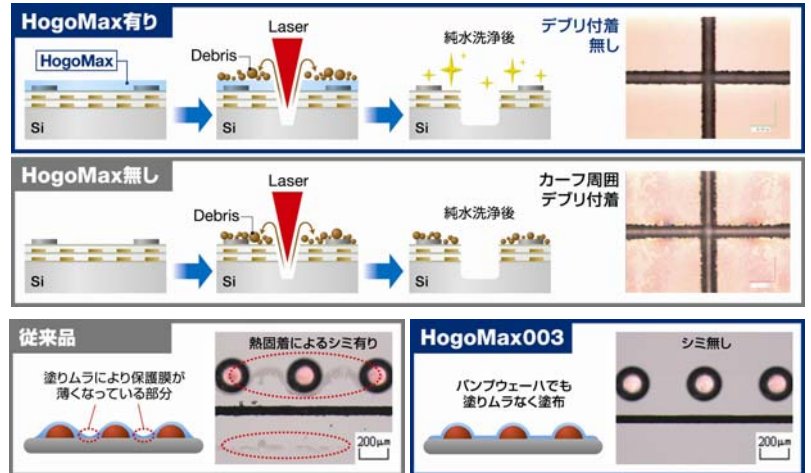 HogoMax有り
HogoMax
Debris
Laser
純水洗浄後
デブリ付着
無し
Si
Si
Si
HogoMax無し
Debris
Laser
純水洗浄後
カーフ周囲
デブリ付着
Si
Si
Si
従来品
塗りムラにより保護膜が
薄くなっている部分
熱固着によるシミ有り
200μm
HogoMax003
バンプウェーハでも
塗りムラなく塗布
シミ無し
200μm